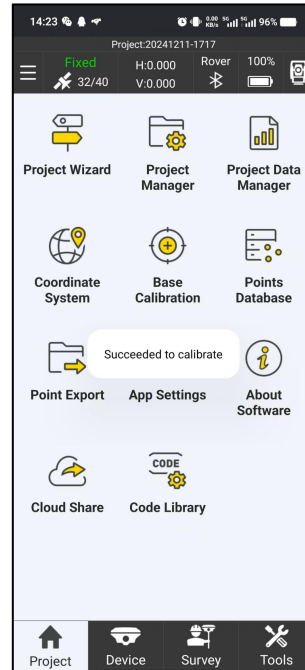 14:23 0.00 KB/s 5G 5G 96%
Project:20241211-1717
Fixed H:0.000 Rover 100%
32/40 V:0.000
Project Wizard
Project
Manager
Project Data
Manager
Coordinate
System
Base
Calibration
Points
Database
Succeeded to calibrate
Point Export
App Settings
About
Software
CODE
Cloud Share
Code Library
Project Device Survey Tools